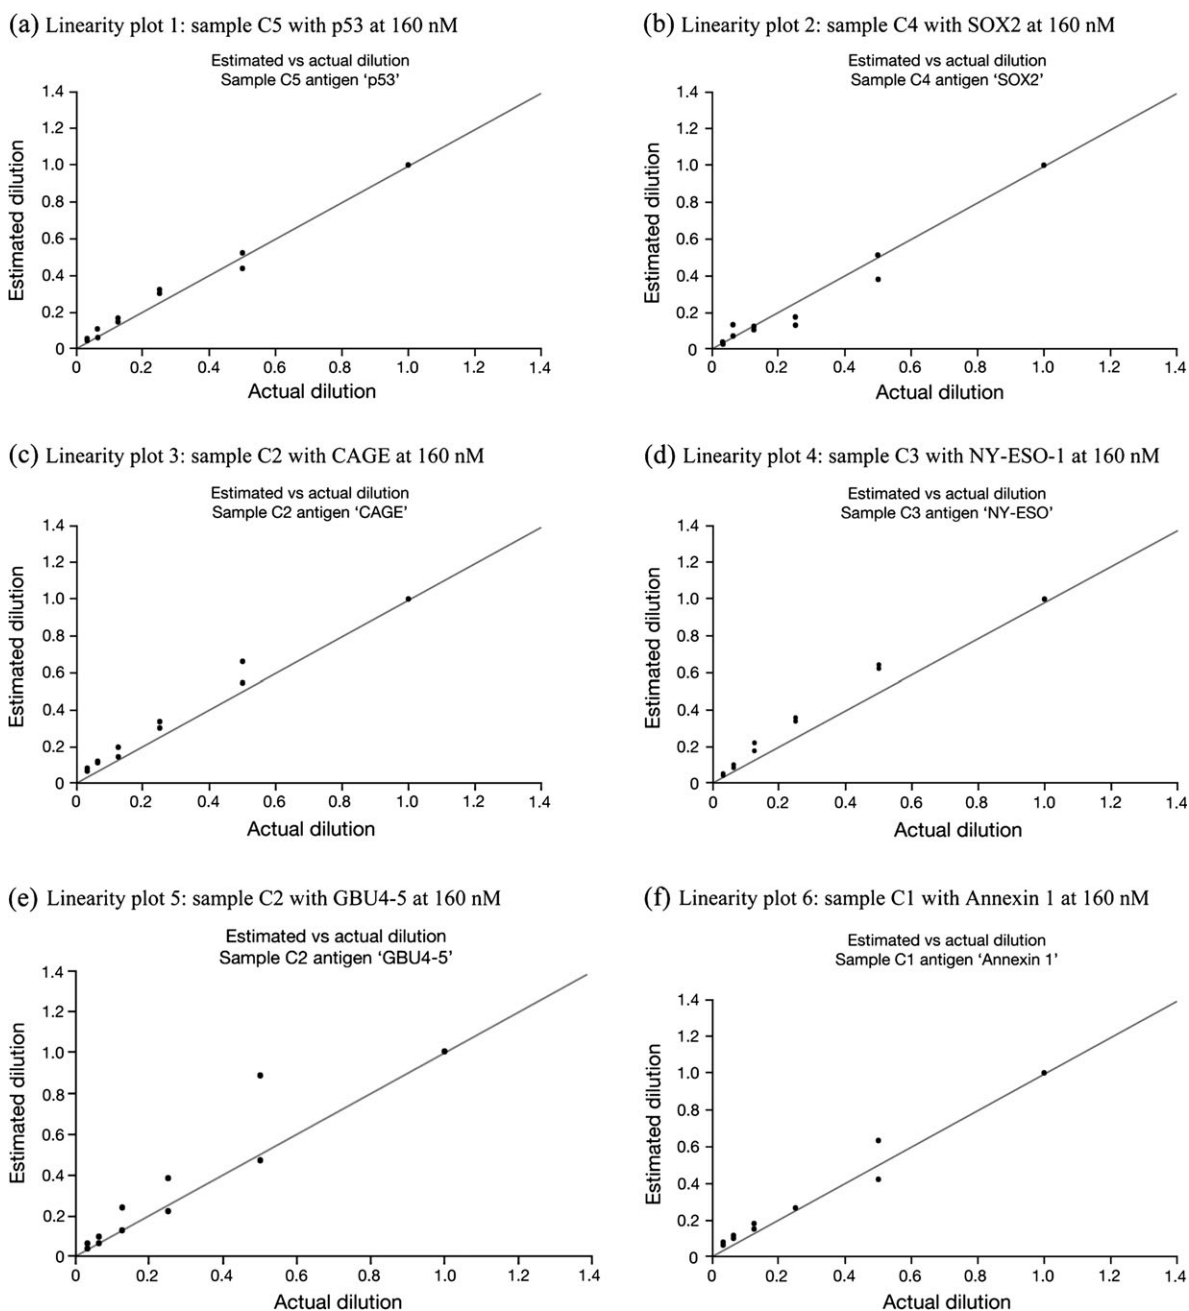 (a) Linearity plot 1: sample C5 with p53 at 160 nM
Estimated vs actual dilution
Sample C5 antigen ‘p53’
1.4
1.2
1.0
0.8
0.6
0.4
0.2
0
Estimated dilution
0 0.2 0.4 0.6 0.8 1.0 1.2 1.4
Actual dilution
(b) Linearity plot 2: sample C4 with SOX2 at 160 nM
Estimated vs actual dilution
Sample C4 antigen ‘SOX2’
1.4
1.2
1.0
0.8
0.6
0.4
0.2
0
Estimated dilution
0 0.2 0.4 0.6 0.8 1.0 1.2 1.4
Actual dilution
(c) Linearity plot 3: sample C2 with CAGE at 160 nM
Estimated vs actual dilution
Sample C2 antigen ‘CAGE’
1.4
1.2
1.0
0.8
0.6
0.4
0.2
0
Estimated dilution
0 0.2 0.4 0.6 0.8 1.0 1.2 1.4
Actual dilution
(d) Linearity plot 4: sample C3 with NY-ESO-1 at 160 nM
Estimated vs actual dilution
Sample C3 antigen ‘NY-ESO’
1.4
1.2
1.0
0.8
0.6
0.4
0.2
0
Estimated dilution
0 0.2 0.4 0.6 0.8 1.0 1.2 1.4
Actual dilution
(e) Linearity plot 5: sample C2 with GBU4-5 at 160 nM
Estimated vs actual dilution
Sample C2 antigen ‘GBU4-5’
1.4
1.2
1.0
0.8
0.6
0.4
0.2
0
Estimated dilution
0 0.2 0.4 0.6 0.8 1.0 1.2 1.4
Actual dilution
(f) Linearity plot 6: sample C1 with Annexin 1 at 160 nM
Estimated vs actual dilution
Sample C1 antigen ‘Annexin 1’
1.4
1.2
1.0
0.8
0.6
0.4
0.2
0
Estimated dilution
0 0.2 0.4 0.6 0.8 1.0 1.2 1.4
Actual dilution